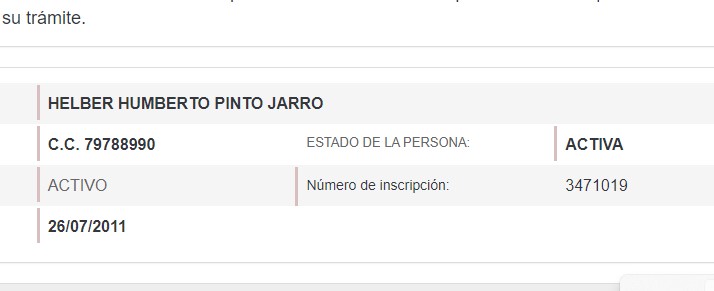 su trámite.
HELBER HUMBERTO PINTO JARRO
C.C. 79788990 ESTADO DE LA PERSONA: ACTIVA
ACTIVO Número de inscripción: 3471019
26/07/2011